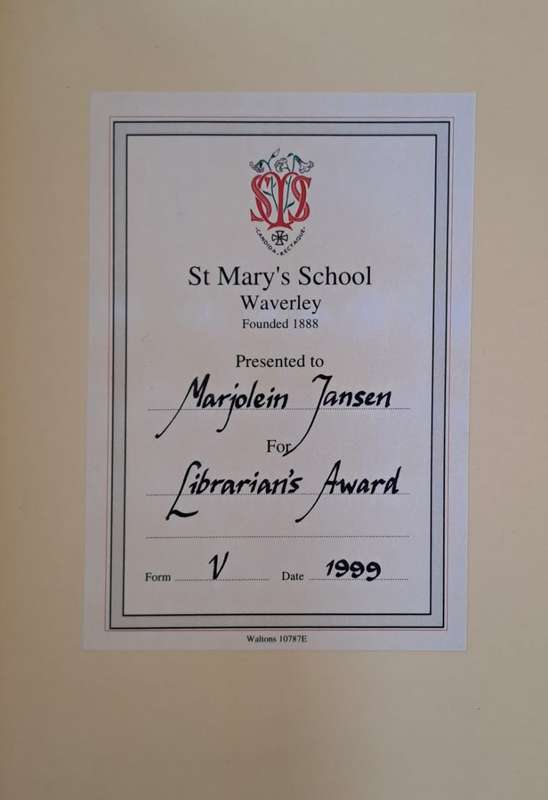 SMS
CANDIDA · RECTAQUE
St Mary's School
Waverley
Founded 1888
Presented to
Marjolein Jansen
For
Librarian's Award
Form V Date 1999
Waltons 10787E